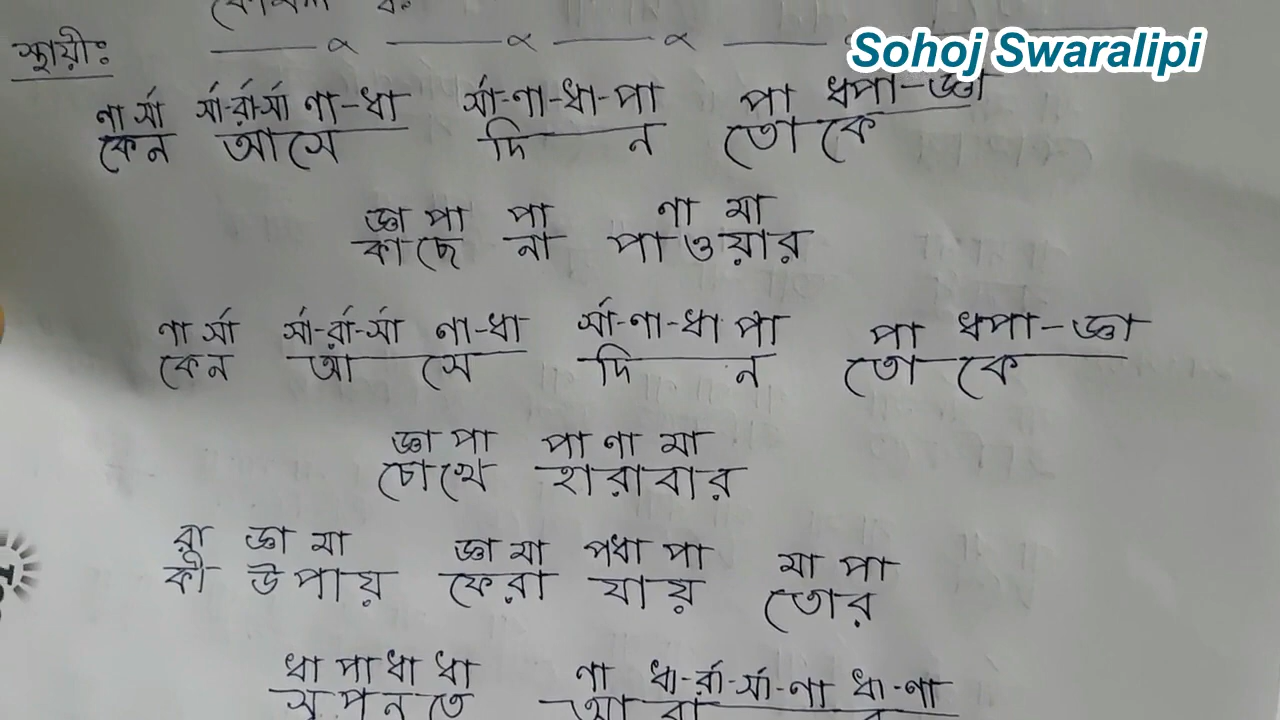 Sohoj Swaralipi
স্থায়ীঃ
ণা র্সা র্সা-র্রা-র্সা ণা-ধা র্সা-ণা-ধা-পা পা ধপা-জ্ঞা
কেন আসে দি ন তো কে
জ্ঞা পা পা ণা মা
কাছে না পাওয়ার
ণা র্সা র্সা-র্রা-র্সা ণা-ধা র্সা-ণা-ধা পা পা ধপা-জ্ঞা
কেন আ সে দি ন তো কে
জ্ঞা পা পা ণা মা
চোখে হারাবার
রা জ্ঞা মা জ্ঞা মা পধা পা মা পা
কী উপায় ফেরা যায় তোর
ধা পা ধা ধা ণা ধা-র্রা-র্সা-ণা ধা-ণা